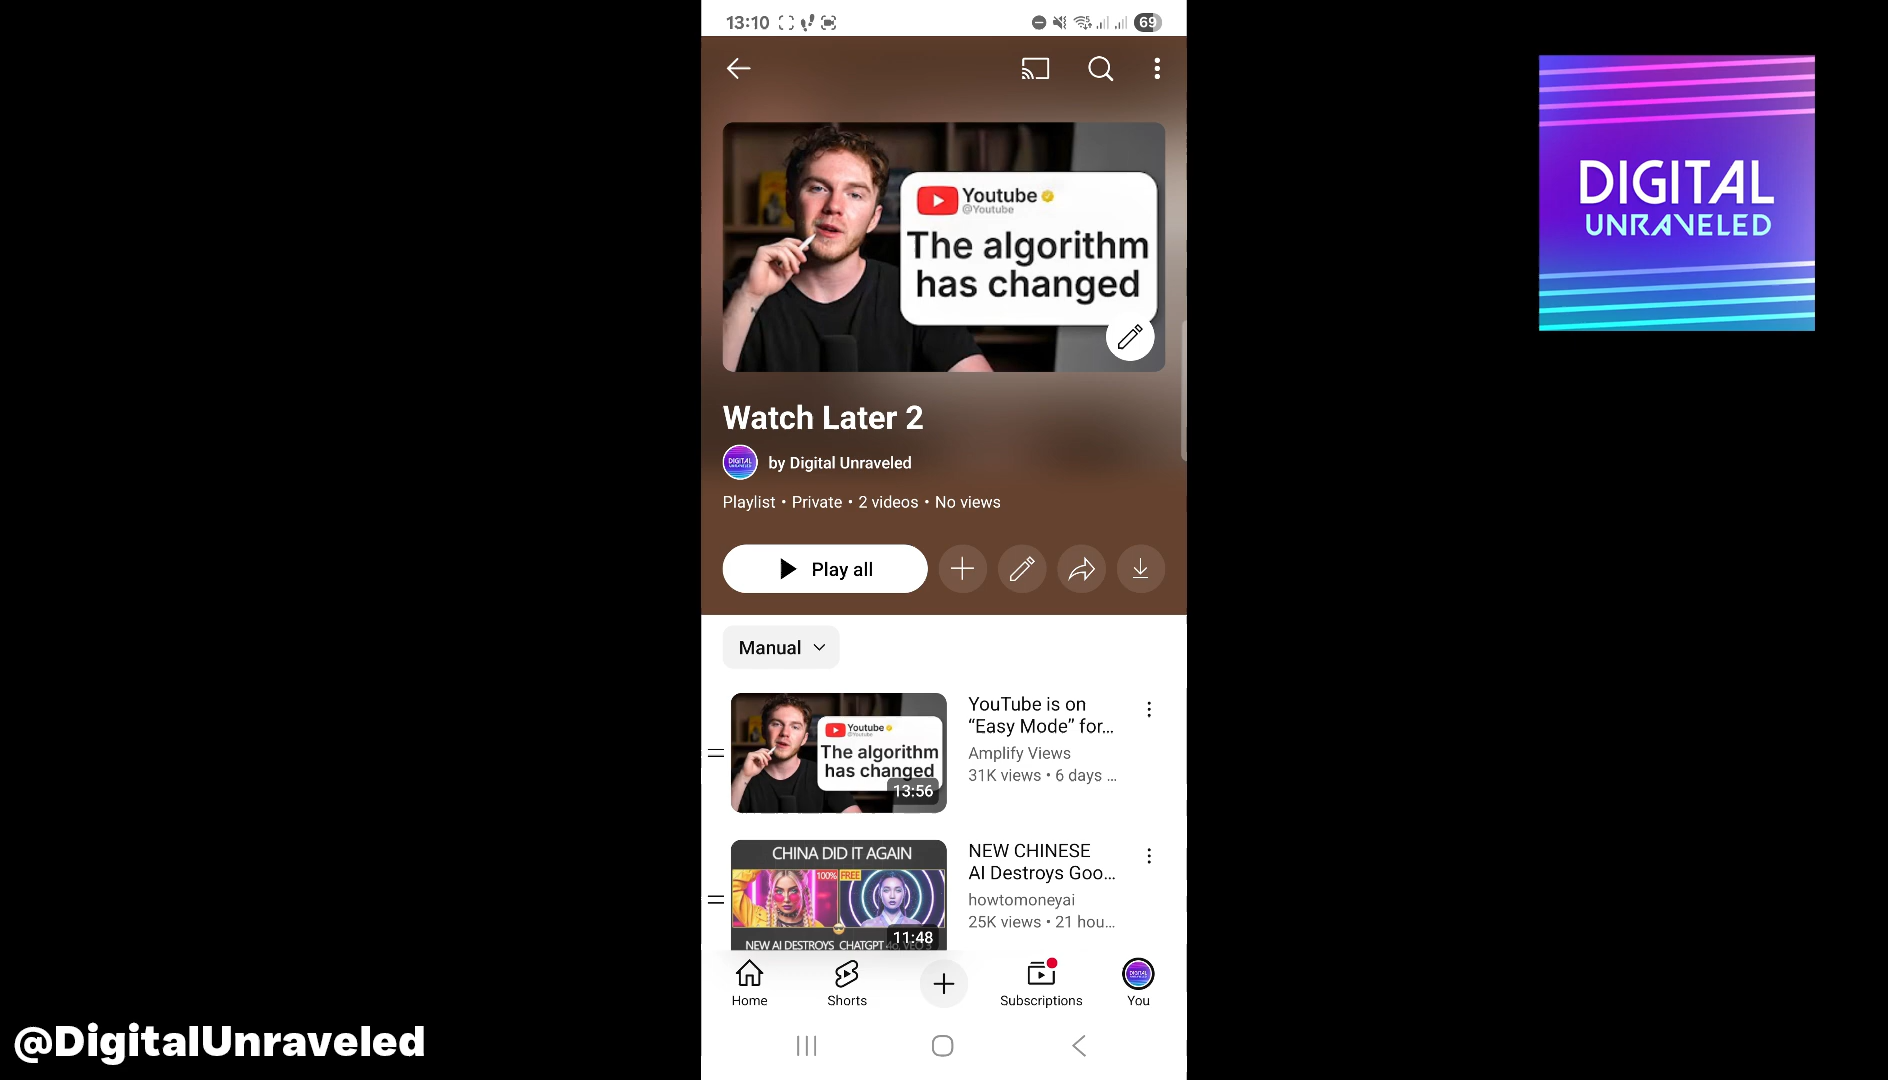 13:10
69
Youtube
@Youtube
The algorithm
has changed
DIGITAL
UNRAVELED
Watch Later 2
by Digital Unraveled
Playlist • Private • 2 videos • No views
Play all
Manual
Youtube
The algorithm
has changed
13:56
YouTube is on
“Easy Mode” for...
Amplify Views
31K views • 6 days ...
CHINA DID IT AGAIN
100%
FREE
11:48
NEW AI DESTROYS CHATGPT
NEW CHINESE
AI Destroys Goo...
howtomoneyai
25K views • 21 hou...
Home
Shorts
Subscriptions
You
@DigitalUnraveled